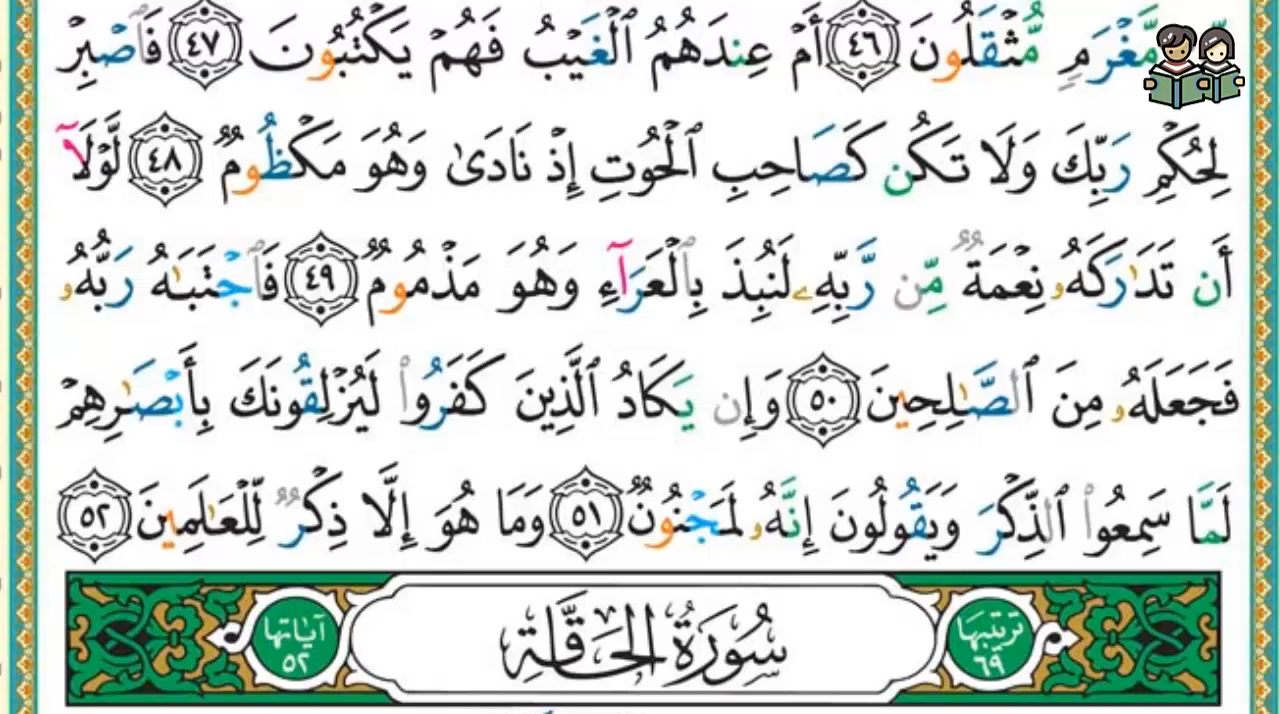 مَّغْرَمٍ مُّثْقَلُونَ ٤٦ أَمْ عِندَهُمُ ٱلْغَيْبُ فَهُمْ يَكْتُبُونَ ٤٧ فَٱصْبِرْ
لِحُكْمِ رَبِّكَ وَلَا تَكُن كَصَاحِبِ ٱلْحُوتِ إِذْ نَادَىٰ وَهُوَ مَكْظُومٌ ٤٨ لَّوْلَآ
أَن تَدَٰرَكَهُۥ نِعْمَةٌ مِّن رَّبِّهِۦ لَنُبِذَ بِٱلْعَرَآءِ وَهُوَ مَذْمُومٌ ٤٩ فَٱجْتَبَـٰهُ رَبُّهُۥ
فَجَعَلَهُۥ مِنَ ٱلصَّـٰلِحِينَ ٥٠ وَإِن يَكَادُ ٱلَّذِينَ كَفَرُوا۟ لَيُزْلِقُونَكَ بِأَبْصَـٰرِهِمْ
لَمَّا سَمِعُوا۟ ٱلذِّكْرَ وَيَقُولُونَ إِنَّهُۥ لَمَجْنُونٌ ٥١ وَمَا هُوَ إِلَّا ذِكْرٌ لِّلْعَـٰلَمِينَ ٥٢
ترتيبها ٦٩ سُورَةُ الحَاقَّةِ آياتها ٥٢